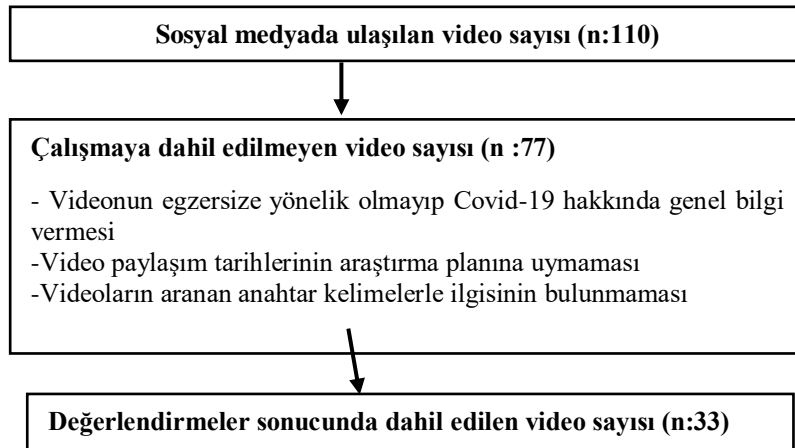 Sosyal medyada ulaşılan video sayısı (n:110)
Çalışmaya dahil edilmeyen video sayısı (n :77)
- Videonun egzersize yönelik olmayıp Covid-19 hakkında genel bilgi
vermesi
-Video paylaşım tarihlerinin araştırma planına uymaması
-Videoların aranan anahtar kelimelerle ilgisinin bulunmaması
Değerlendirmeler sonucunda dahil edilen video sayısı (n:33)